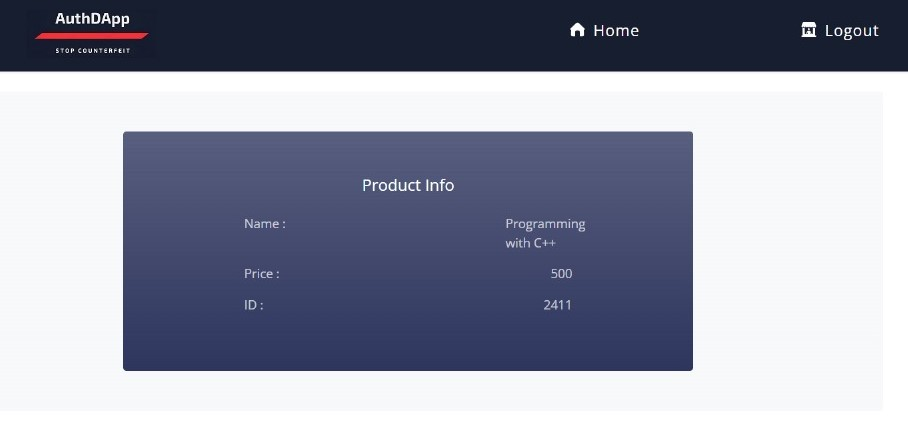 AuthDApp
STOP COUNTERFEIT
Home
Logout
Product Info
Name : Programming
with C++
Price : 500
ID : 2411